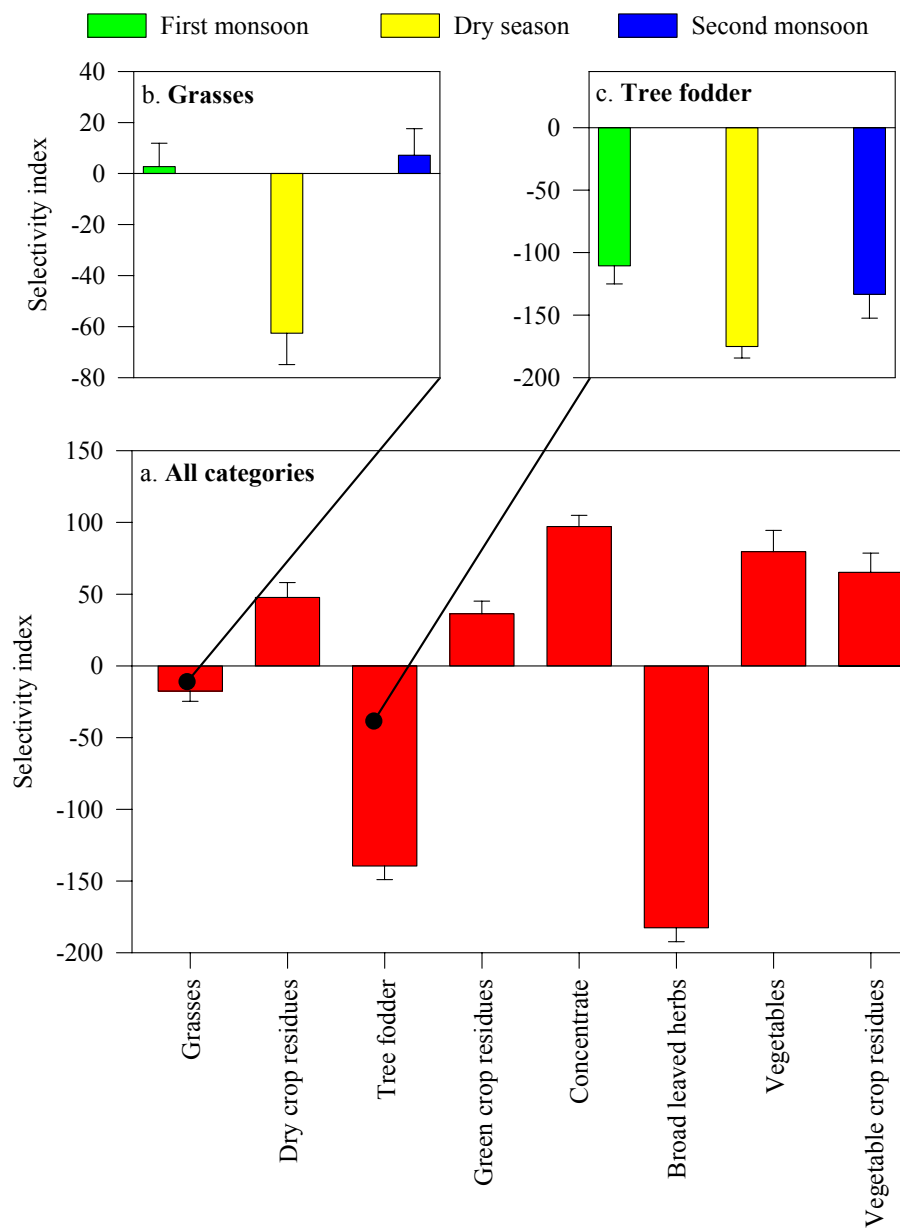 First monsoon Dry season Second monsoon
b. Grasses
Selectivity index
40
20
0
-20
-40
-60
-80
c. Tree fodder
0
-50
-100
-150
-200
a. All categories
Selectivity index
150
100
50
0
-50
-100
-150
-200
Grasses
Dry crop residues
Tree fodder
Green crop residues
Concentrate
Broad leaved herbs
Vegetables
Vegetable crop residues